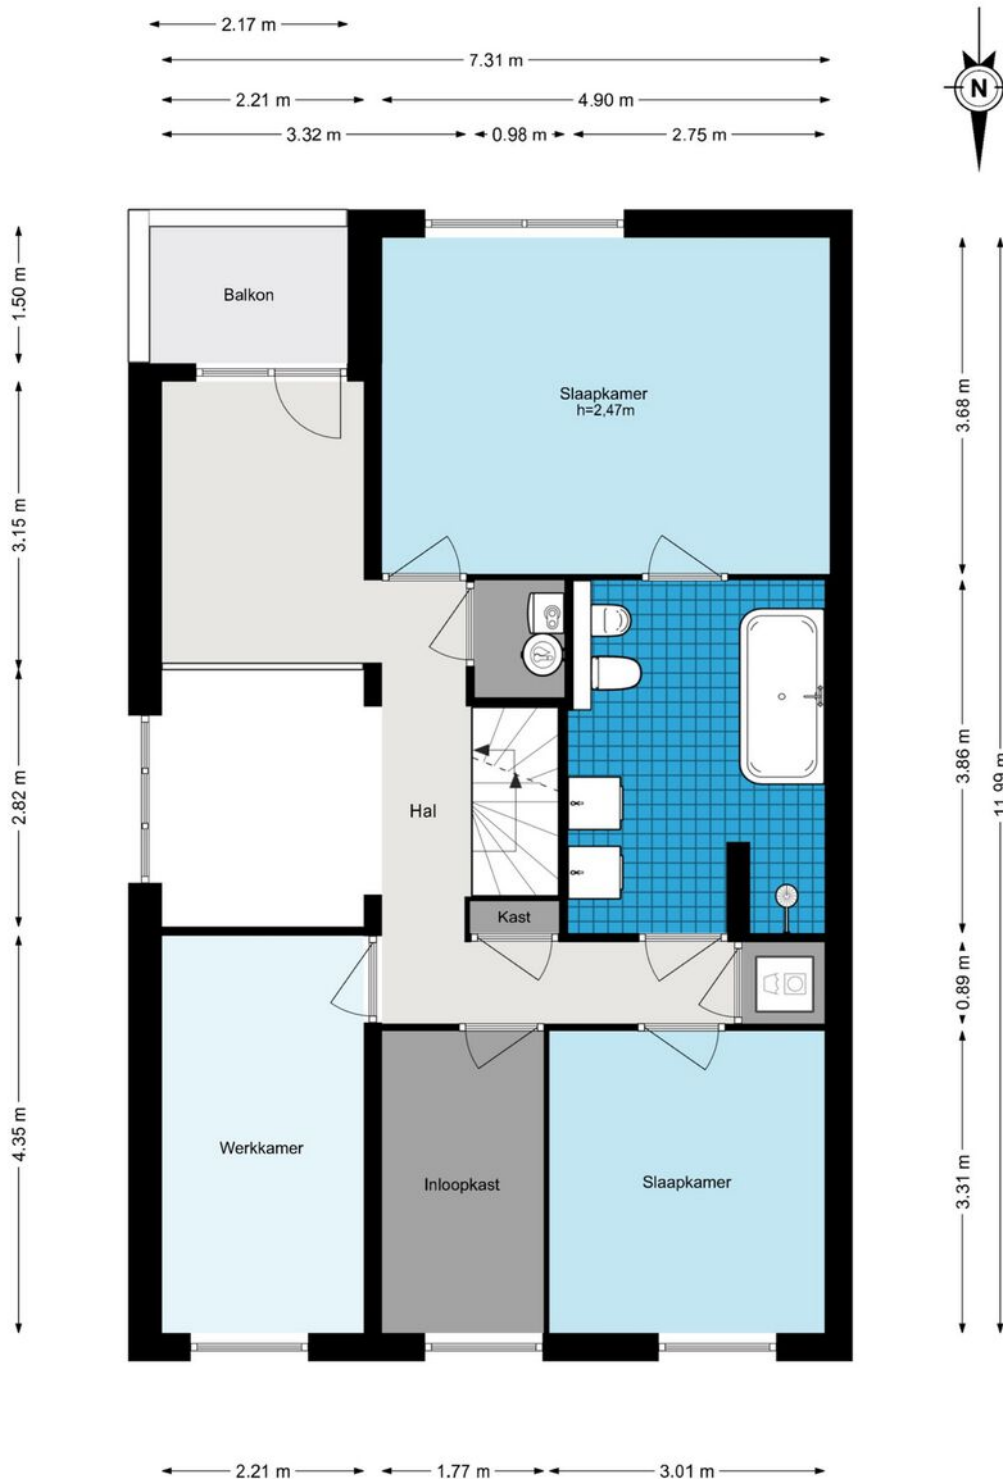 2.17 m
7.31 m
2.21 m
4.90 m
3.32 m
0.98 m
2.75 m
N
1.50 m
Balkon
Slaapkamer
h=2,47m
3.68 m
3.15 m
2.82 m
Hal
3.86 m
11.99 m
Kast
0.89 m
4.35 m
Werkkamer
Inloopkast
Slaapkamer
3.31 m
2.21 m
1.77 m
3.01 m